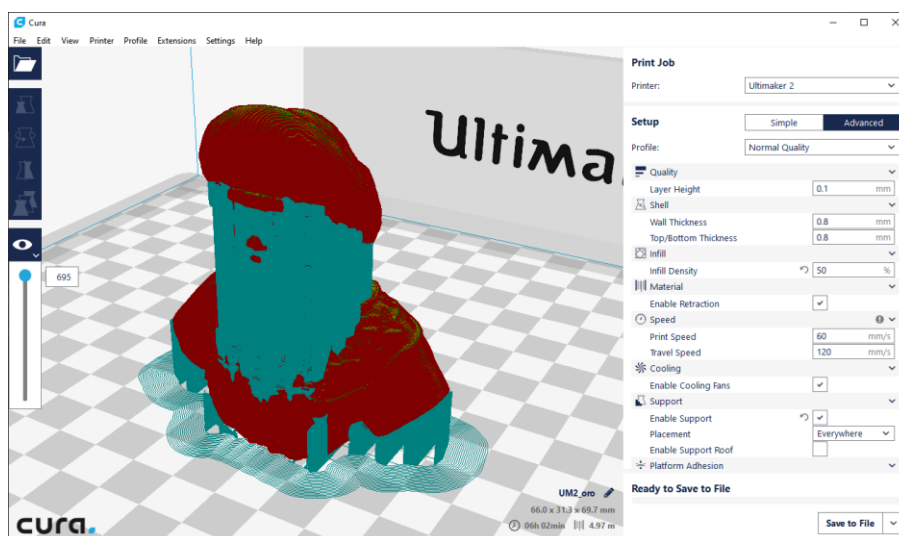 Cura
File Edit View Printer Profile Extensions Settings Help
Print Job
Printer: Ultimaker 2
Setup Simple Advanced
Profile: Normal Quality
Quality
Layer Height 0.1 mm
Shell
Wall Thickness 0.8 mm
Top/Bottom Thickness 0.8 mm
Infill
Infill Density 50 %
Material
Enable Retraction
Speed
Print Speed 60 mm/s
Travel Speed 120 mm/s
Cooling
Enable Cooling Fans
Support
Enable Support
Placement Everywhere
Enable Support Roof
Platform Adhesion
Ready to Save to File
Save to File
Ultima
695
UM2_oro
66.0 x 31.3 x 69.7 mm
06h 02min 4.97 m
cura.